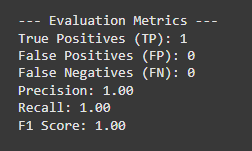 --- Evaluation Metrics ---
True Positives (TP): 1
False Positives (FP): 0
False Negatives (FN): 0
Precision: 1.00
Recall: 1.00
F1 Score: 1.00